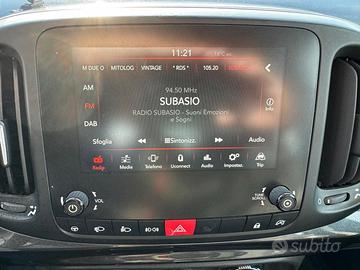 11:21
M DUE O MITOLOG VINTAGE *RDS* 105.20
AM
94.50 MHz
FM
SUBASIO
Info
RADIO SUBASIO - Suoni Emozioni
e Sogni
DAB
Sfoglia
Sintonizz.
Audio
Radio Media Telefono Uconnect Audio Impostaz. Trip
VOL
TUNE
SCROLL
subito